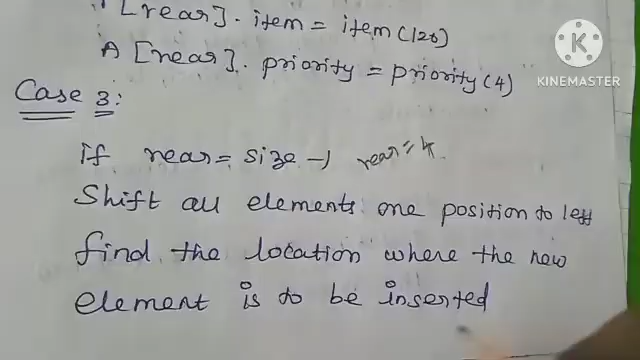 [rear]. item = item (120)
A [rear]. priority = priority (4)
KINEMASTER
Case 3:
if rear = size -1 rear = 4.
Shift all elements one position to left
find the location where the new
element is to be inserted